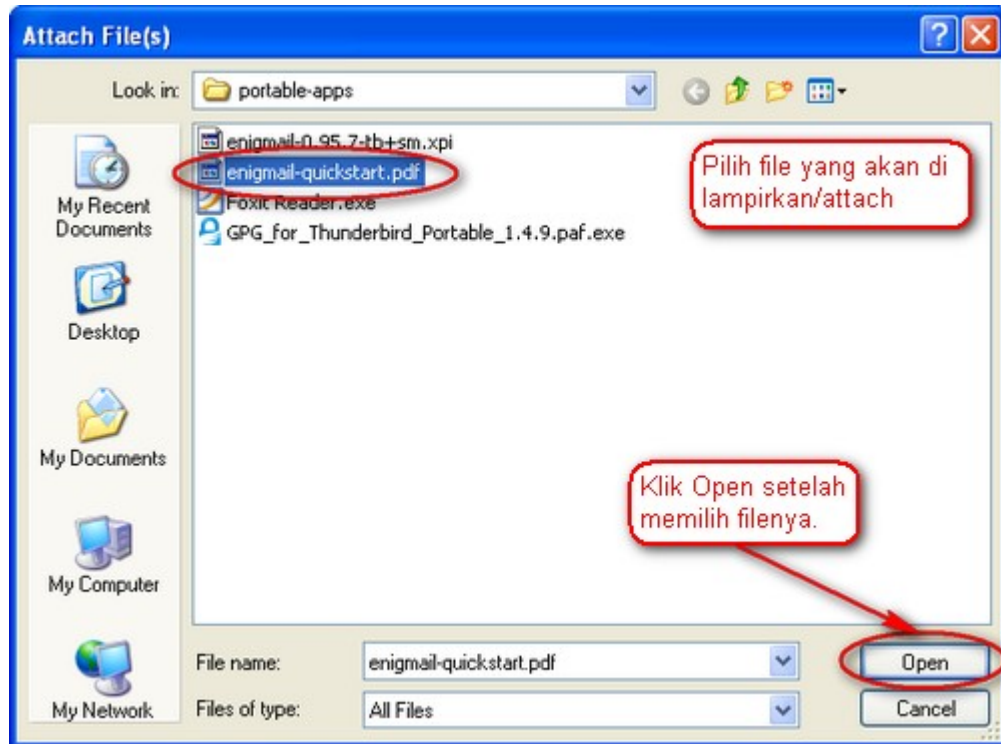 Attach File(s)
Look in:
portable-apps
enigmail-0.95.7-tb+sm.xpi
enigmail-quickstart.pdf
Foxit Reader.exe
GPG_for_Thunderbird_Portable_1.4.9.paf.exe
Pilih file yang akan di
lampirkan/attach
My Recent
Documents
Desktop
My Documents
My Computer
My Network
Klik Open setelah
memilih filenya.
File name:
enigmail-quickstart.pdf
Open
Files of type:
All Files
Cancel